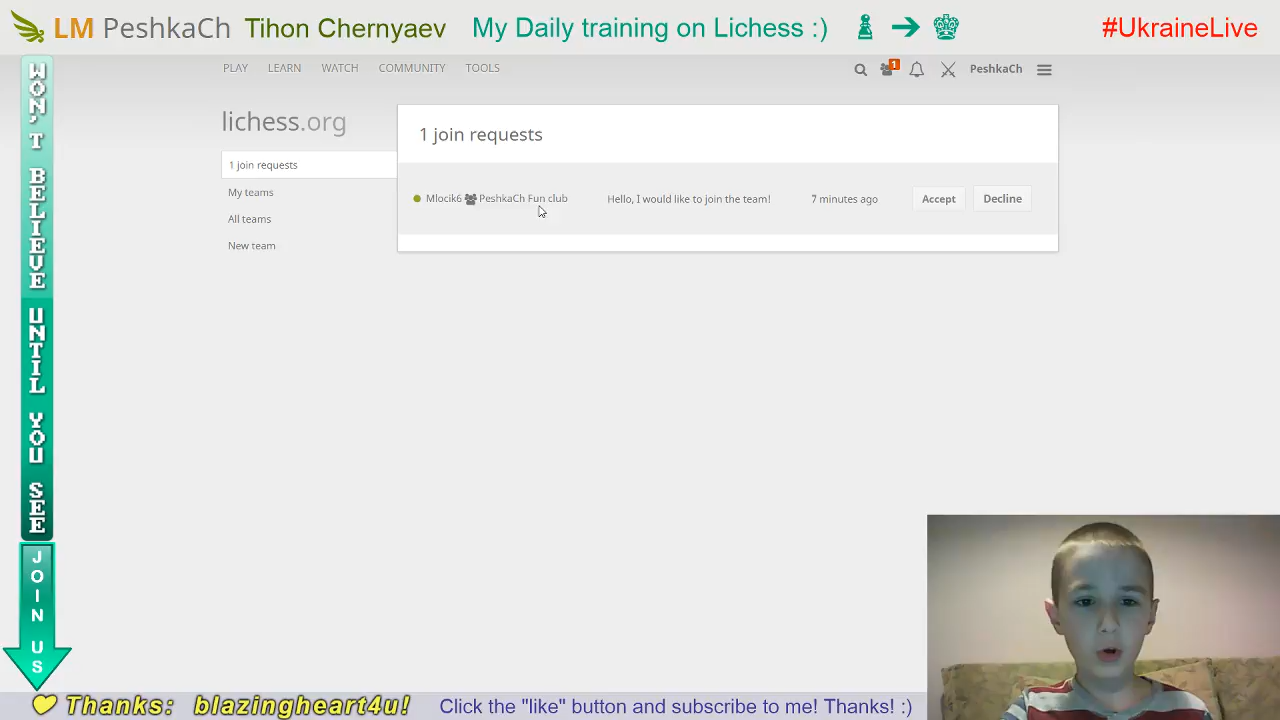 LM PeshkaCh Tihon Chernyaev My Daily training on Lichess :) #UkraineLive
PLAY LEARN WATCH COMMUNITY TOOLS 1 PeshkaCh
lichess.org
1 join requests
My teams
All teams
New team
1 join requests
Mlocik6 PeshkaCh Fun club Hello, I would like to join the team! 7 minutes ago Accept Decline
WON'T BELIEVE UNTIL YOU SEE
JOIN US
Thanks: blazingheart4u! Click the "like" button and subscribe to me! Thanks! :)